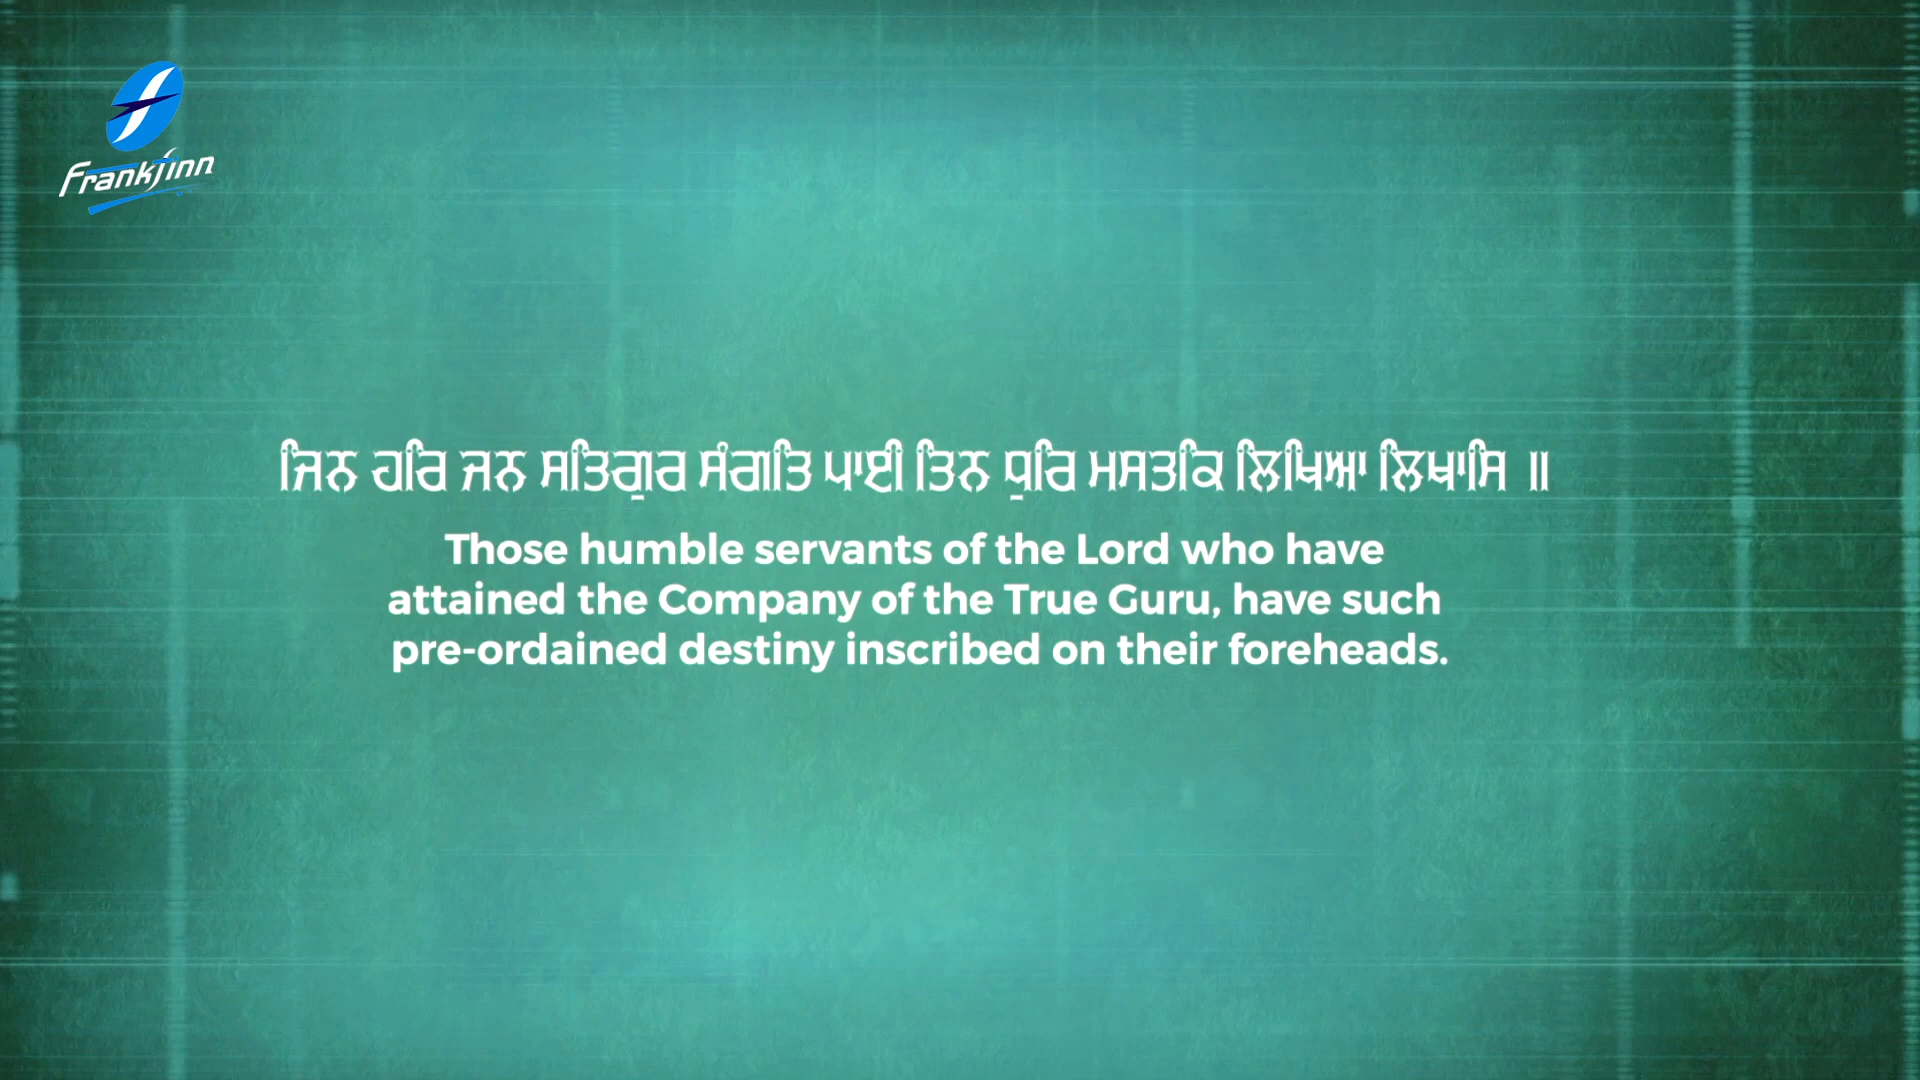 Frankfinn
ਜਿਨ ਹਰਿ ਜਨ ਸਤਿਗੁਰ ਸੰਗਤਿ ਪਾਈ ਤਿਨ ਧੁਰਿ ਮਸਤਕਿ ਲਿਖਿਆ ਲਿਖਾਸਿ ॥
Those humble servants of the Lord who have
attained the Company of the True Guru, have such
pre-ordained destiny inscribed on their foreheads.